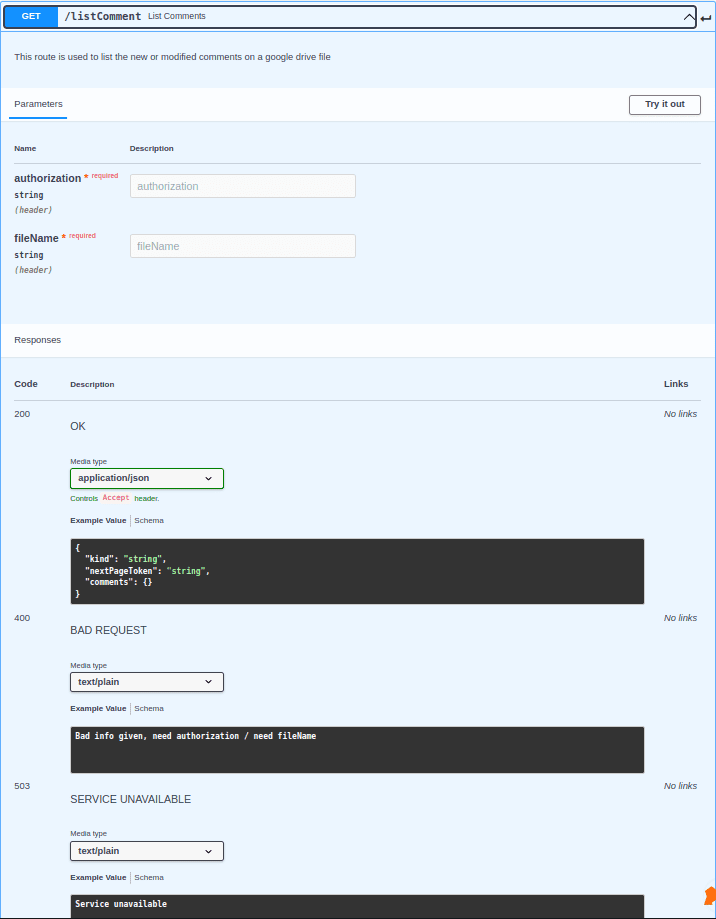 GET /listComment List Comments
This route is used to list the new or modified comments on a google drive file
Parameters
Try it out
Name Description
authorization * required
string
(header)
authorization
fileName * required
string
(header)
fileName
Responses
Code Description Links
200 No links
OK
Media type
application/json
Controls Accept header.
Example Value Schema
{
"kind": "string",
"nextPageToken": "string",
"comments": {}
}
400 No links
BAD REQUEST
Media type
text/plain
Example Value Schema
Bad info given, need authorization / need fileName
503 No links
SERVICE UNAVAILABLE
Media type
text/plain
Example Value Schema
Service unavailable